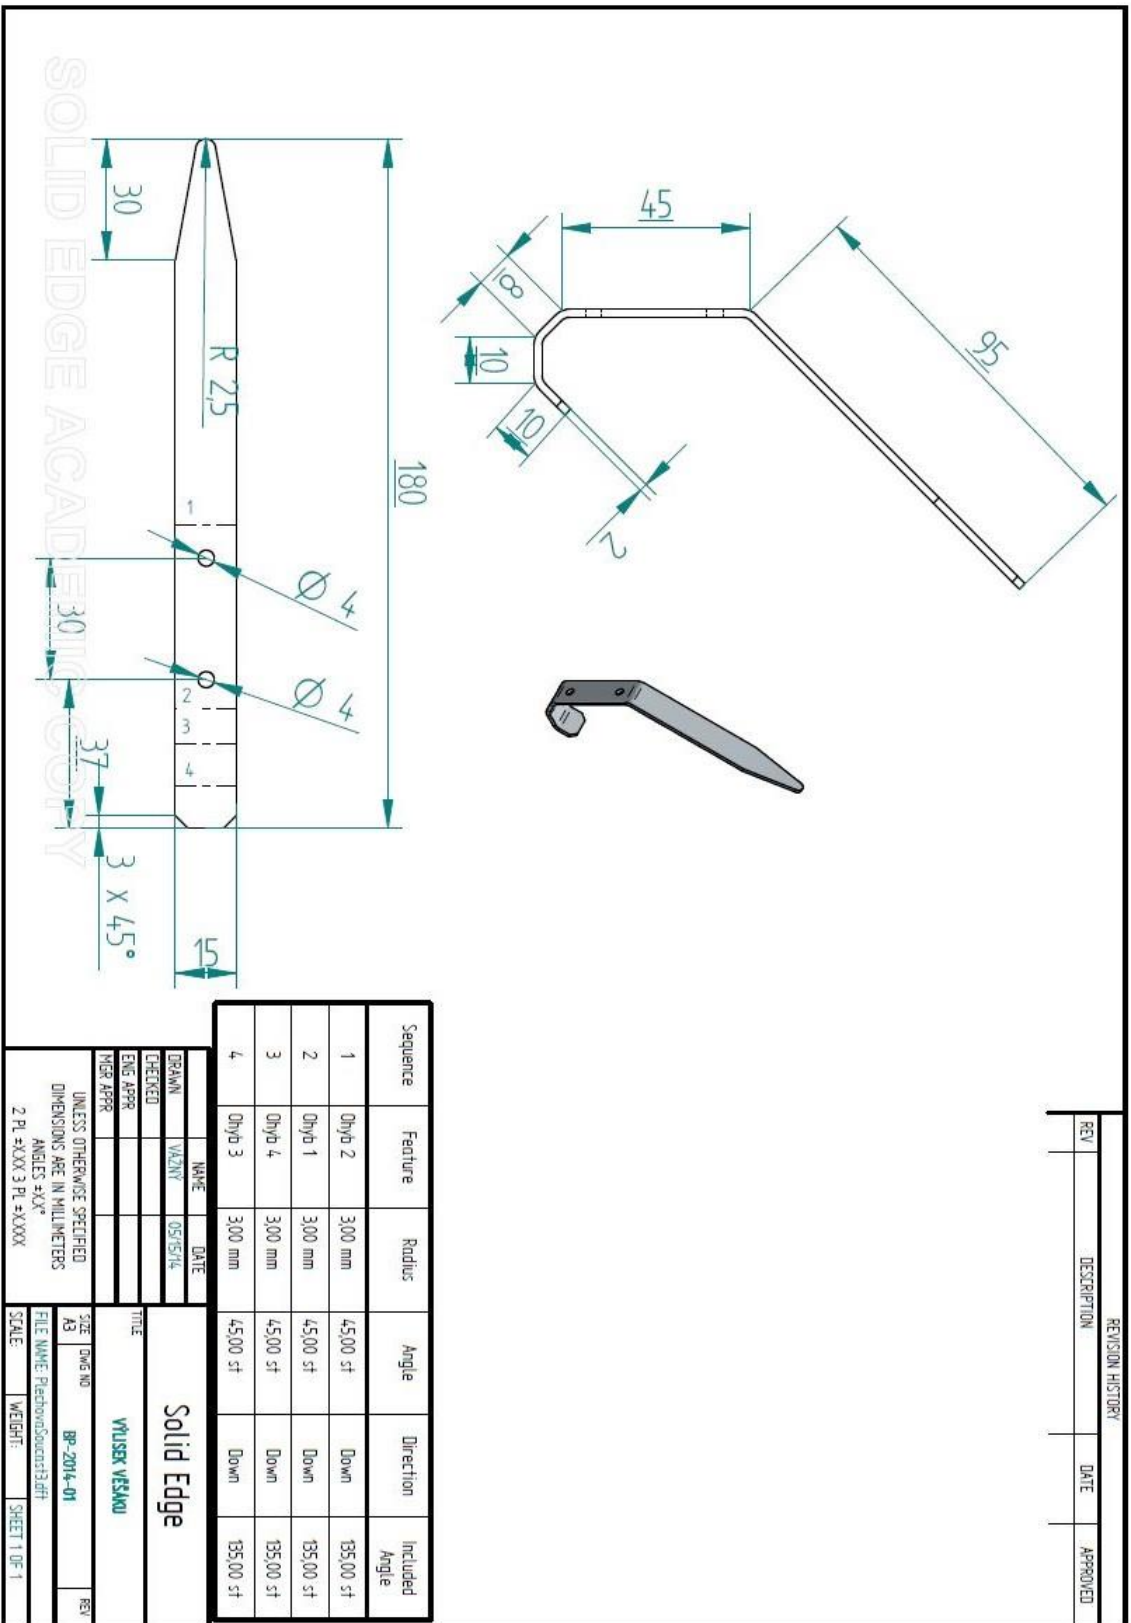 REVISION HISTORY
REV DESCRIPTION DATE APPROVED
95
45
8
10
10
2
180
30
R 2,5
1
2
3
4
Ø 4
Ø 4
30
37
3 x 45°
15
SOLID EDGE ACADEMIC COPY
Sequence Feature Radius Angle Direction Included Angle
1 Ohyb 2 3,00 mm 45,00 st Down 135,00 st
2 Ohyb 1 3,00 mm 45,00 st Down 135,00 st
3 Ohyb 4 3,00 mm 45,00 st Down 135,00 st
4 Ohyb 3 3,00 mm 45,00 st Down 135,00 st
NAME DATE
DRAWN VÁZNÝ 05/15/14
CHECKED
ENG APPR
MGR APPR
UNLESS OTHERWISE SPECIFIED
DIMENSIONS ARE IN MILLIMETERS
ANGLES ±X.X°
2 PL ±X.XX 3 PL ±X.XXX
Solid Edge
TITLE
VÝLISEK VĚŠÁKU
SIZE DWG NO REV
A3 BP-2014-01
FILE NAME: PlechovaSoucast3.dft
SCALE: WEIGHT: SHEET 1 OF 1